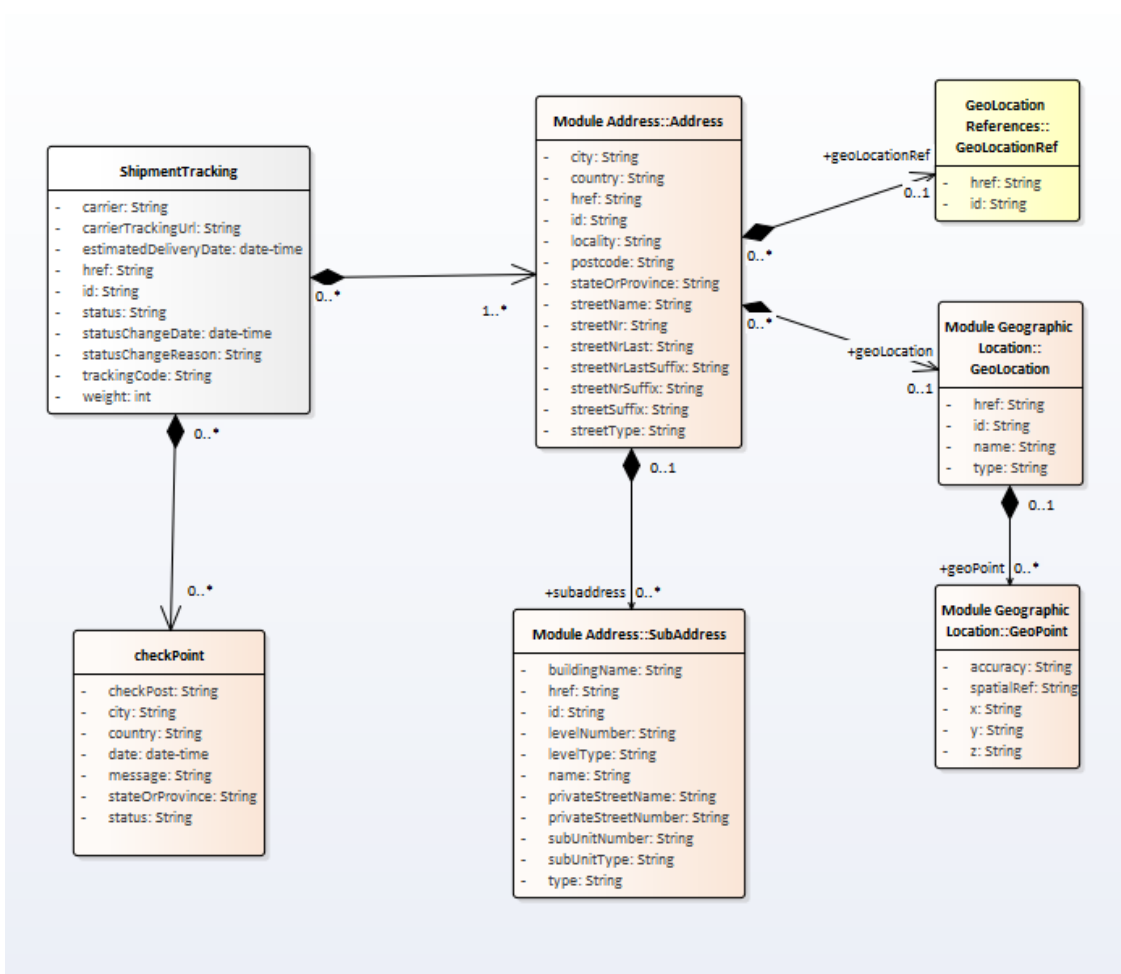 ShipmentTracking
- carrier: String
- carrierTrackingUrl: String
- estimatedDeliveryDate: date-time
- href: String
- id: String
- status: String
- statusChangeDate: date-time
- statusChangeReason: String
- trackingCode: String
- weight: int
0..*
1..*
0..*
0..*
checkPoint
- checkPost: String
- city: String
- country: String
- date: date-time
- message: String
- stateOrProvince: String
- status: String
Module Address::Address
- city: String
- country: String
- href: String
- id: String
- locality: String
- postcode: String
- stateOrProvince: String
- streetName: String
- streetNr: String
- streetNrLast: String
- streetNrLastSuffix: String
- streetNrSuffix: String
- streetSuffix: String
- streetType: String
0..1
+subaddress 0..*
Module Address::SubAddress
- buildingName: String
- href: String
- id: String
- levelNumber: String
- levelType: String
- name: String
- privateStreetName: String
- privateStreetNumber: String
- subUnitNumber: String
- subUnitType: String
- type: String
+geoLocationRef
0..1
0..*
GeoLocation
References::
GeoLocationRef
- href: String
- id: String
0..*
+geoLocation
0..1
Module Geographic
Location::
GeoLocation
- href: String
- id: String
- name: String
- type: String
0..1
+geoPoint 0..*
Module Geographic
Location::GeoPoint
- accuracy: String
- spatialRef: String
- x: String
- y: String
- z: String